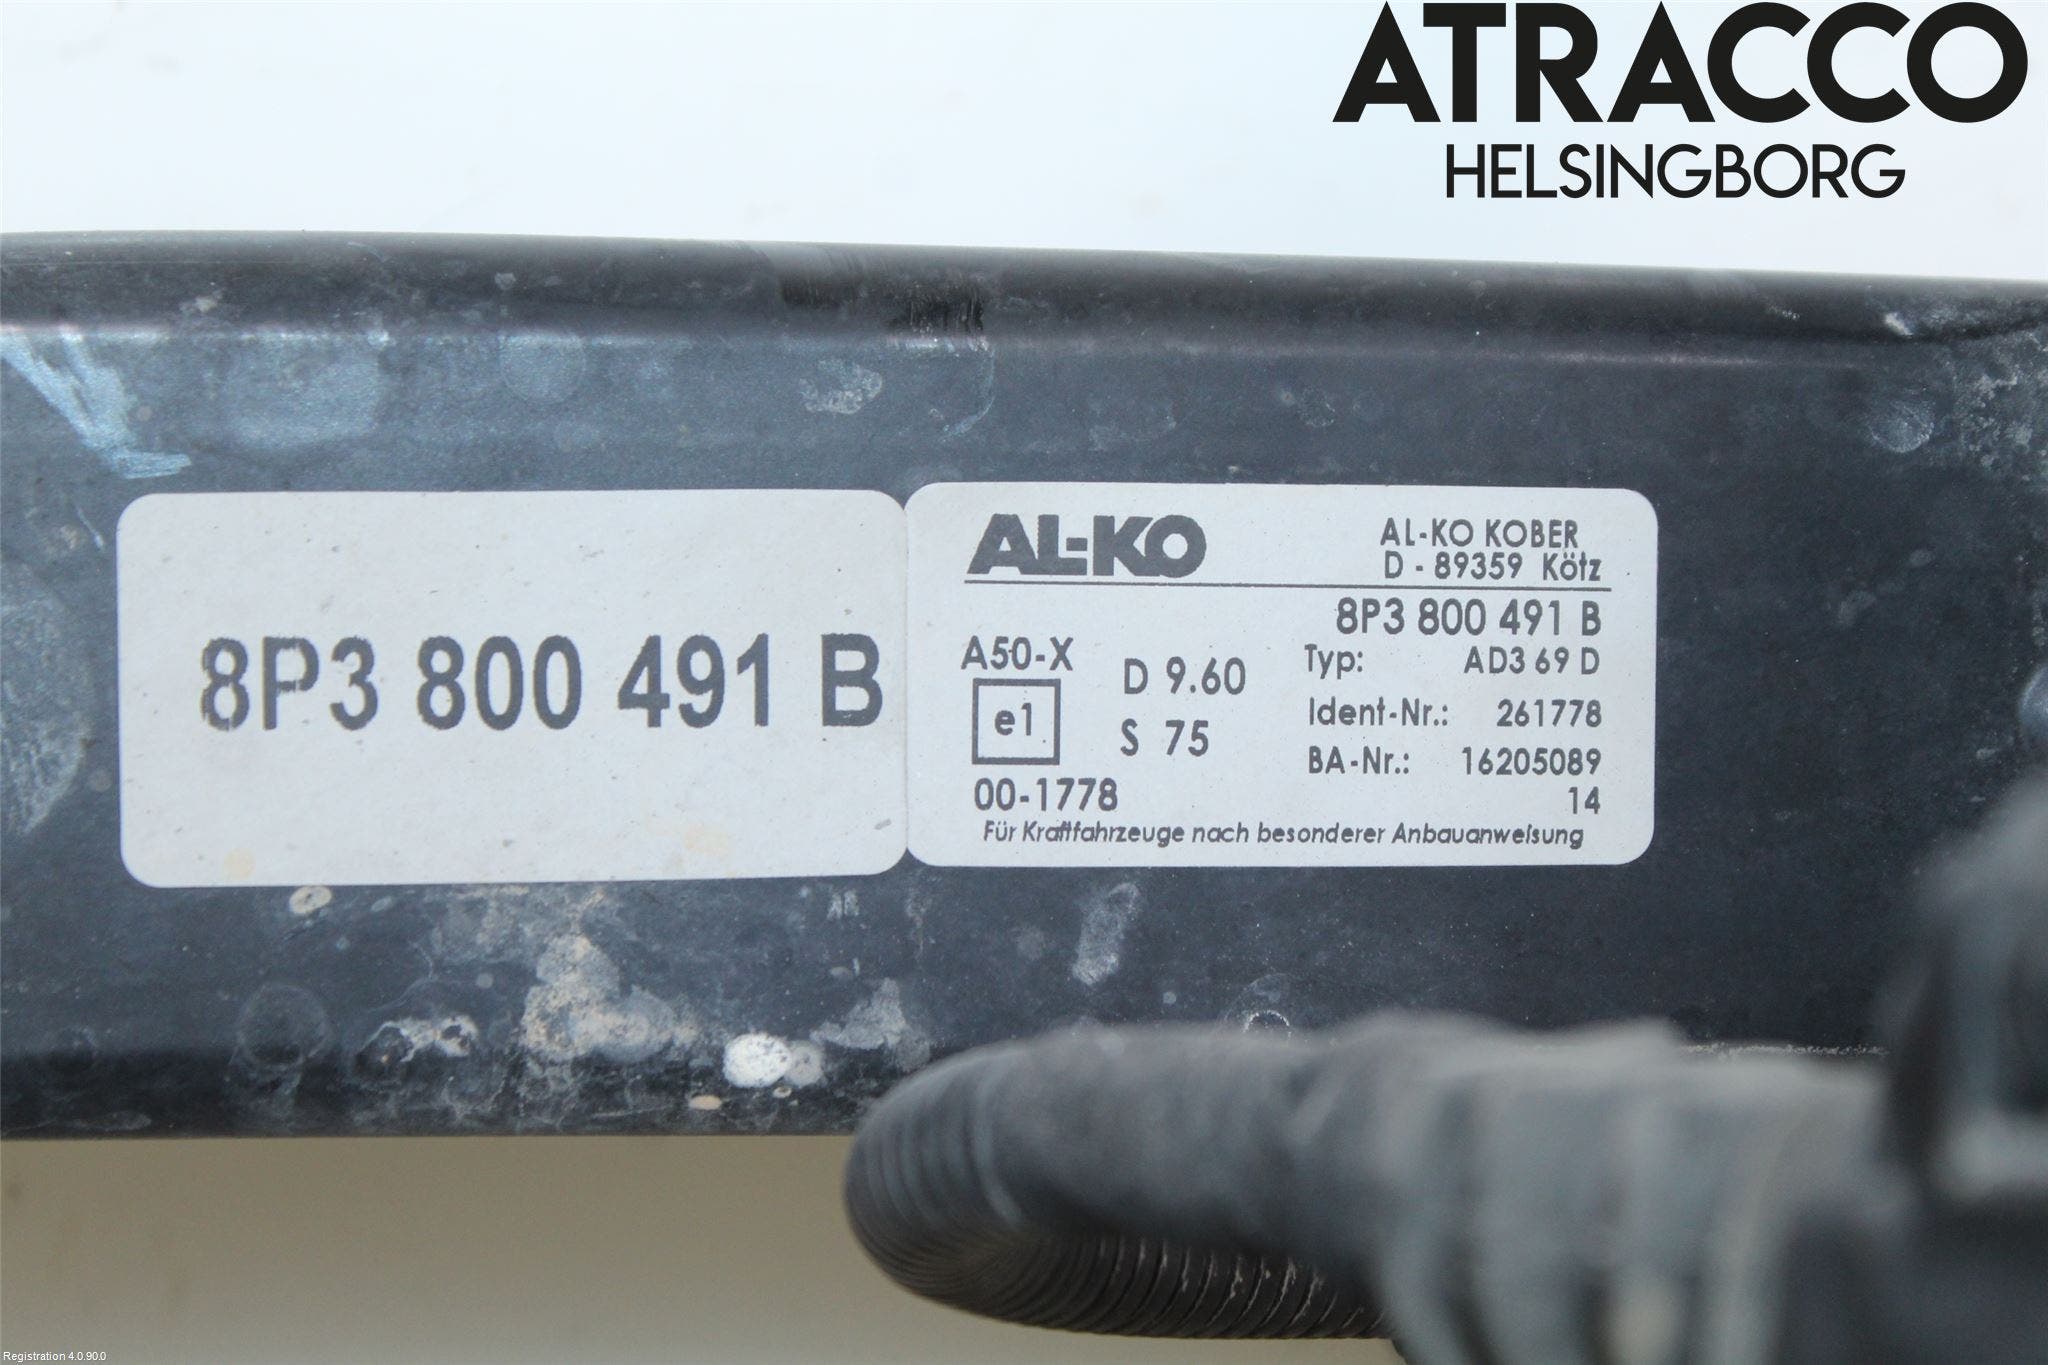 ATRACCO
HELSINGBORG
8P3 800 491 B
AL-KO
AL-KO KOBER
D - 89359 Kötz
8P3 800 491 B
A50-X
D 9.60
Typ: AD3 69 D
e1
S 75
Ident-Nr.: 261778
BA-Nr.: 16205089
00-1778
14
Für Kraftfahrzeuge nach besonderer Anbauanweisung
Registration 4.0.90.0